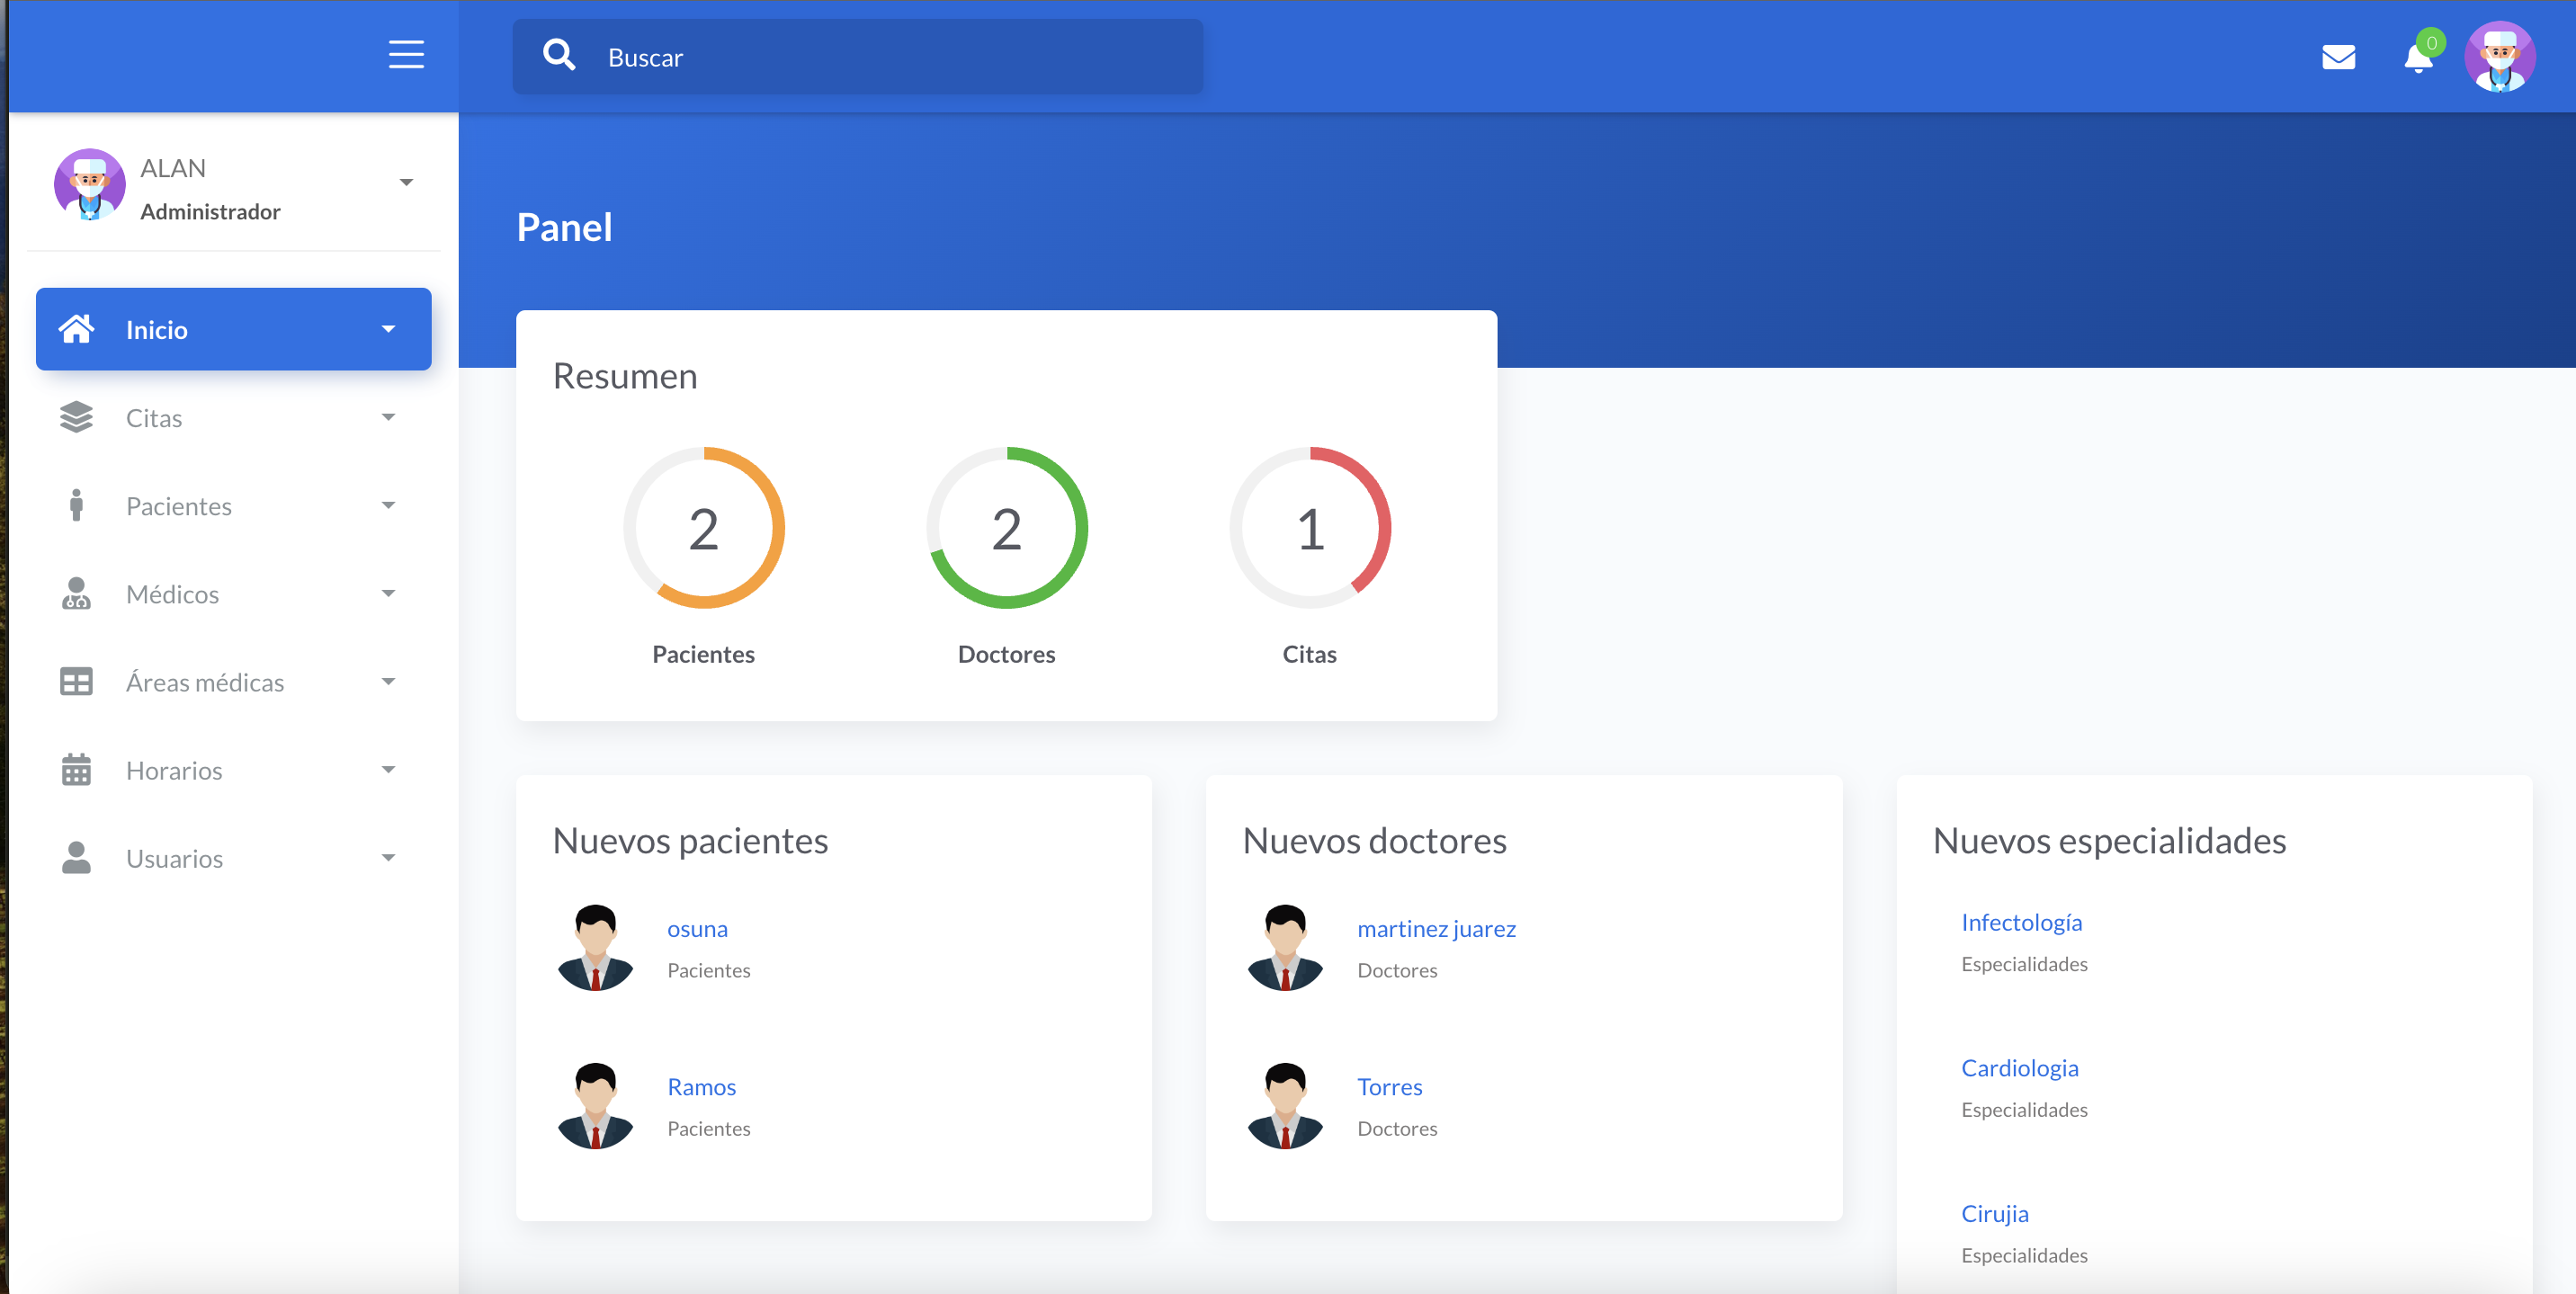 Buscar
0
ALAN
Administrador
Inicio
Citas
Pacientes
Médicos
Áreas médicas
Horarios
Usuarios
Panel
Resumen
2
2
1
Pacientes
Doctores
Citas
Nuevos pacientes
osuna
Pacientes
Ramos
Pacientes
Nuevos doctores
martinez juarez
Doctores
Torres
Doctores
Nuevos especialidades
Infectología
Especialidades
Cardiologia
Especialidades
Cirujia
Especialidades